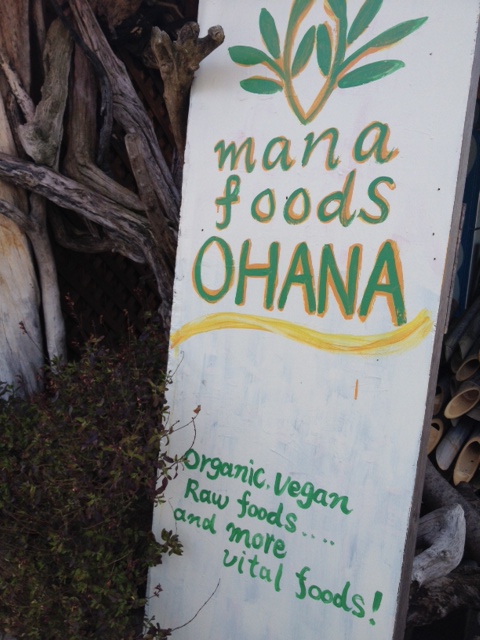 mana
foods
OHANA
Organic. Vegan
Raw foods....
and more
vital foods!